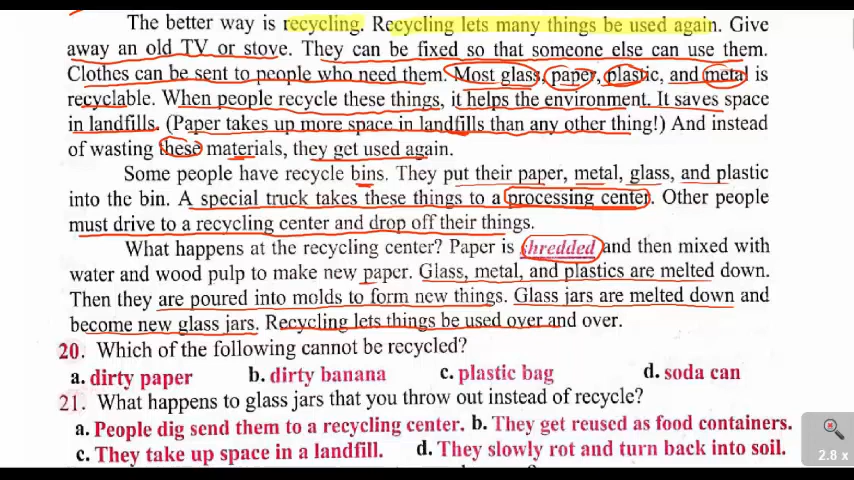 The better way is recycling. Recycling lets many things be used again. Give
away an old TV or stove. They can be fixed so that someone else can use them.
Clothes can be sent to people who need them. Most glass, paper, plastic, and metal is
recyclable. When people recycle these things, it helps the environment. It saves space
in landfills. (Paper takes up more space in landfills than any other thing!) And instead
of wasting these materials, they get used again.
Some people have recycle bins. They put their paper, metal, glass, and plastic
into the bin. A special truck takes these things to a processing center. Other people
must drive to a recycling center and drop off their things.
What happens at the recycling center? Paper is shredded and then mixed with
water and wood pulp to make new paper. Glass, metal, and plastics are melted down.
Then they are poured into molds to form new things. Glass jars are melted down and
become new glass jars. Recycling lets things be used over and over.
20. Which of the following cannot be recycled?
a. dirty paper b. dirty banana c. plastic bag d. soda can
21. What happens to glass jars that you throw out instead of recycle?
a. People dig send them to a recycling center. b. They get reused as food containers.
c. They take up space in a landfill. d. They slowly rot and turn back into soil.
2.8 x